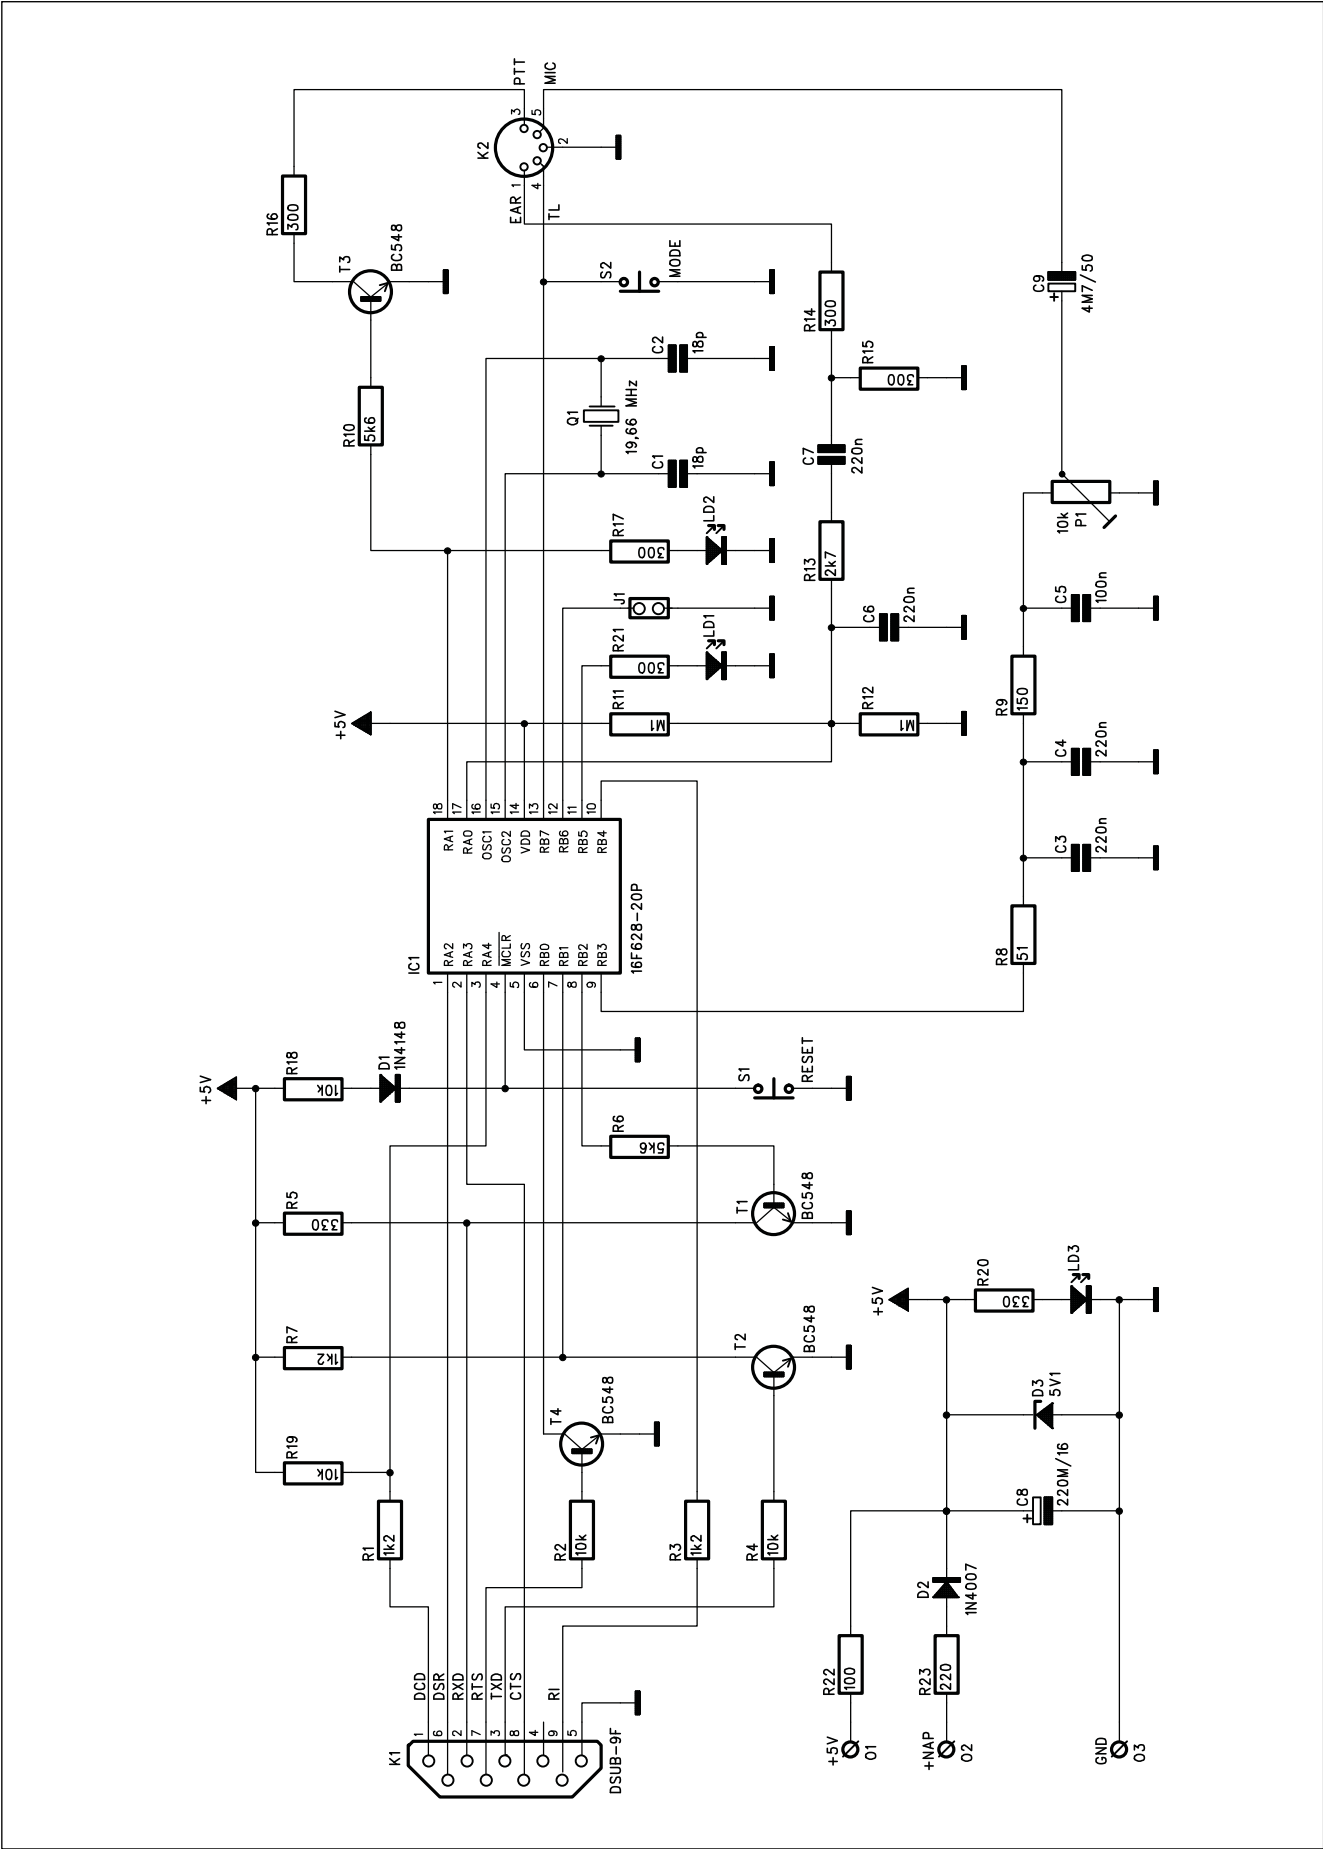 K1
DSUB-9F
DCD
DSR
RXD
RTS
TXD
CTS
RI
1
6
2
7
3
8
4
9
5
R1
1k2
R2
10k
R3
1k2
R4
10k
T4
BC548
T2
BC548
T1
BC548
R19
10k
R7
1k2
R5
330
R18
10k
+5V
D1
1N4148
R6
5k6
S1
RESET
IC1
16F628-20P
1
2
3
4
5
6
7
8
9
RA2
RA3
RA4
MCLR
VSS
RB0
RB1
RB2
RB3
RA1
RA0
OSC1
OSC2
VDD
RB7
RB6
RB5
RB4
18
17
16
15
14
13
12
11
10
+5V
R11
M1
R12
M1
R21
300
LD1
J1
R17
300
LD2
C1
18p
Q1
19,66 MHz
C2
18p
S2
MODE
R10
5k6
T3
BC548
R16
300
K2
PTT
MIC
EAR
TL
3
5
2
1
4
C6
220n
R13
2k7
C7
220n
R15
300
R14
300
R8
51
C3
220n
C4
220n
R9
150
C5
100n
10k
P1
C9
+
4M7/50
+5V
O1
R22
100
+NAP
O2
R23
220
D2
1N4007
GND
O3
C8
+
220M/16
D3
5V1
+5V
R20
330
LD3